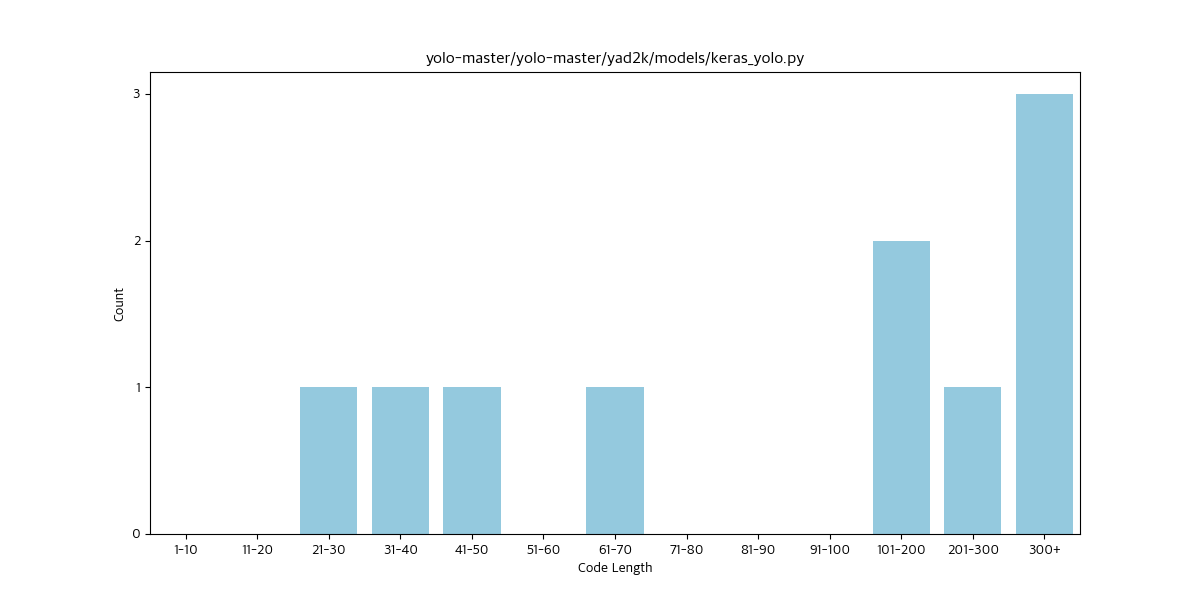 yolo-master/yolo-master/yad2k/models/keras_yolo.py
3
2
1
0
Count
1-10 11-20 21-30 31-40 41-50 51-60 61-70 71-80 81-90 91-100 101-200 201-300 300+
Code Length